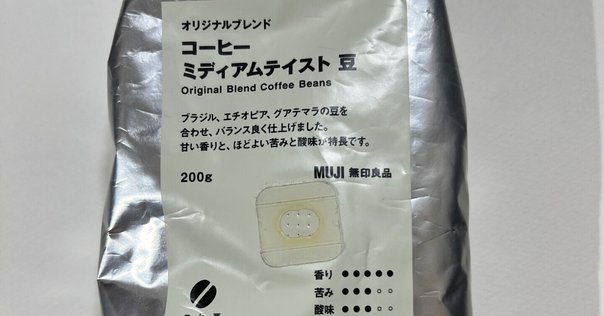 オリジナルブレンド
コーヒー
ミディアムテイスト 豆
Original Blend Coffee Beans
ブラジル、エチオピア、グアテマラの豆を
合わせ、バランス良く仕上げました。
甘い香りと、ほどよい苦みと酸味が特長です。
200g
MUJI 無印良品
香り ●●●●●
苦み ●●●○○
酸味 ●●●○○